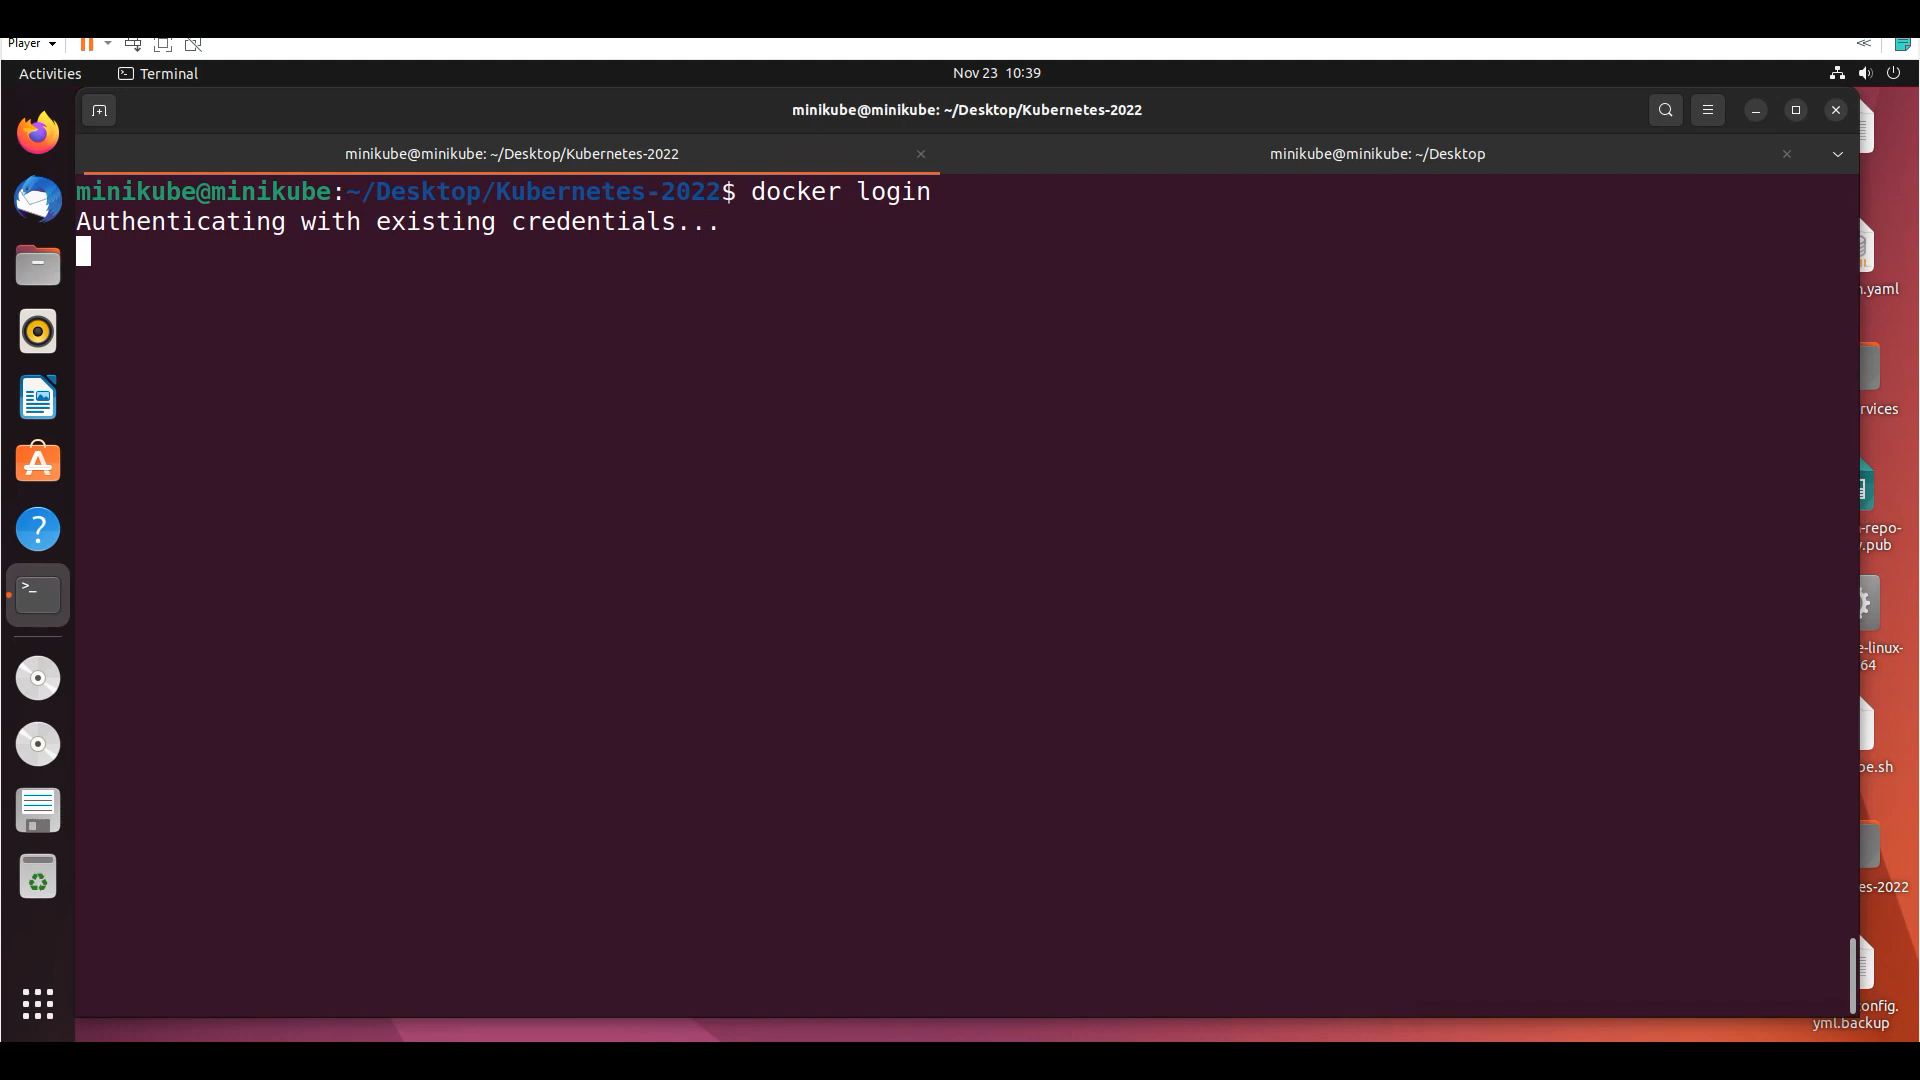 Player
Activities
Terminal
Nov 23 10:39
minikube@minikube: ~/Desktop/Kubernetes-2022
minikube@minikube: ~/Desktop/Kubernetes-2022
minikube@minikube: ~/Desktop
minikube@minikube:~/Desktop/Kubernetes-2022$ docker login
Authenticating with existing credentials...
.yaml
rvices
-repo-
.pub
e-linux-
64
be.sh
es-2022
onfig.
yml.backup